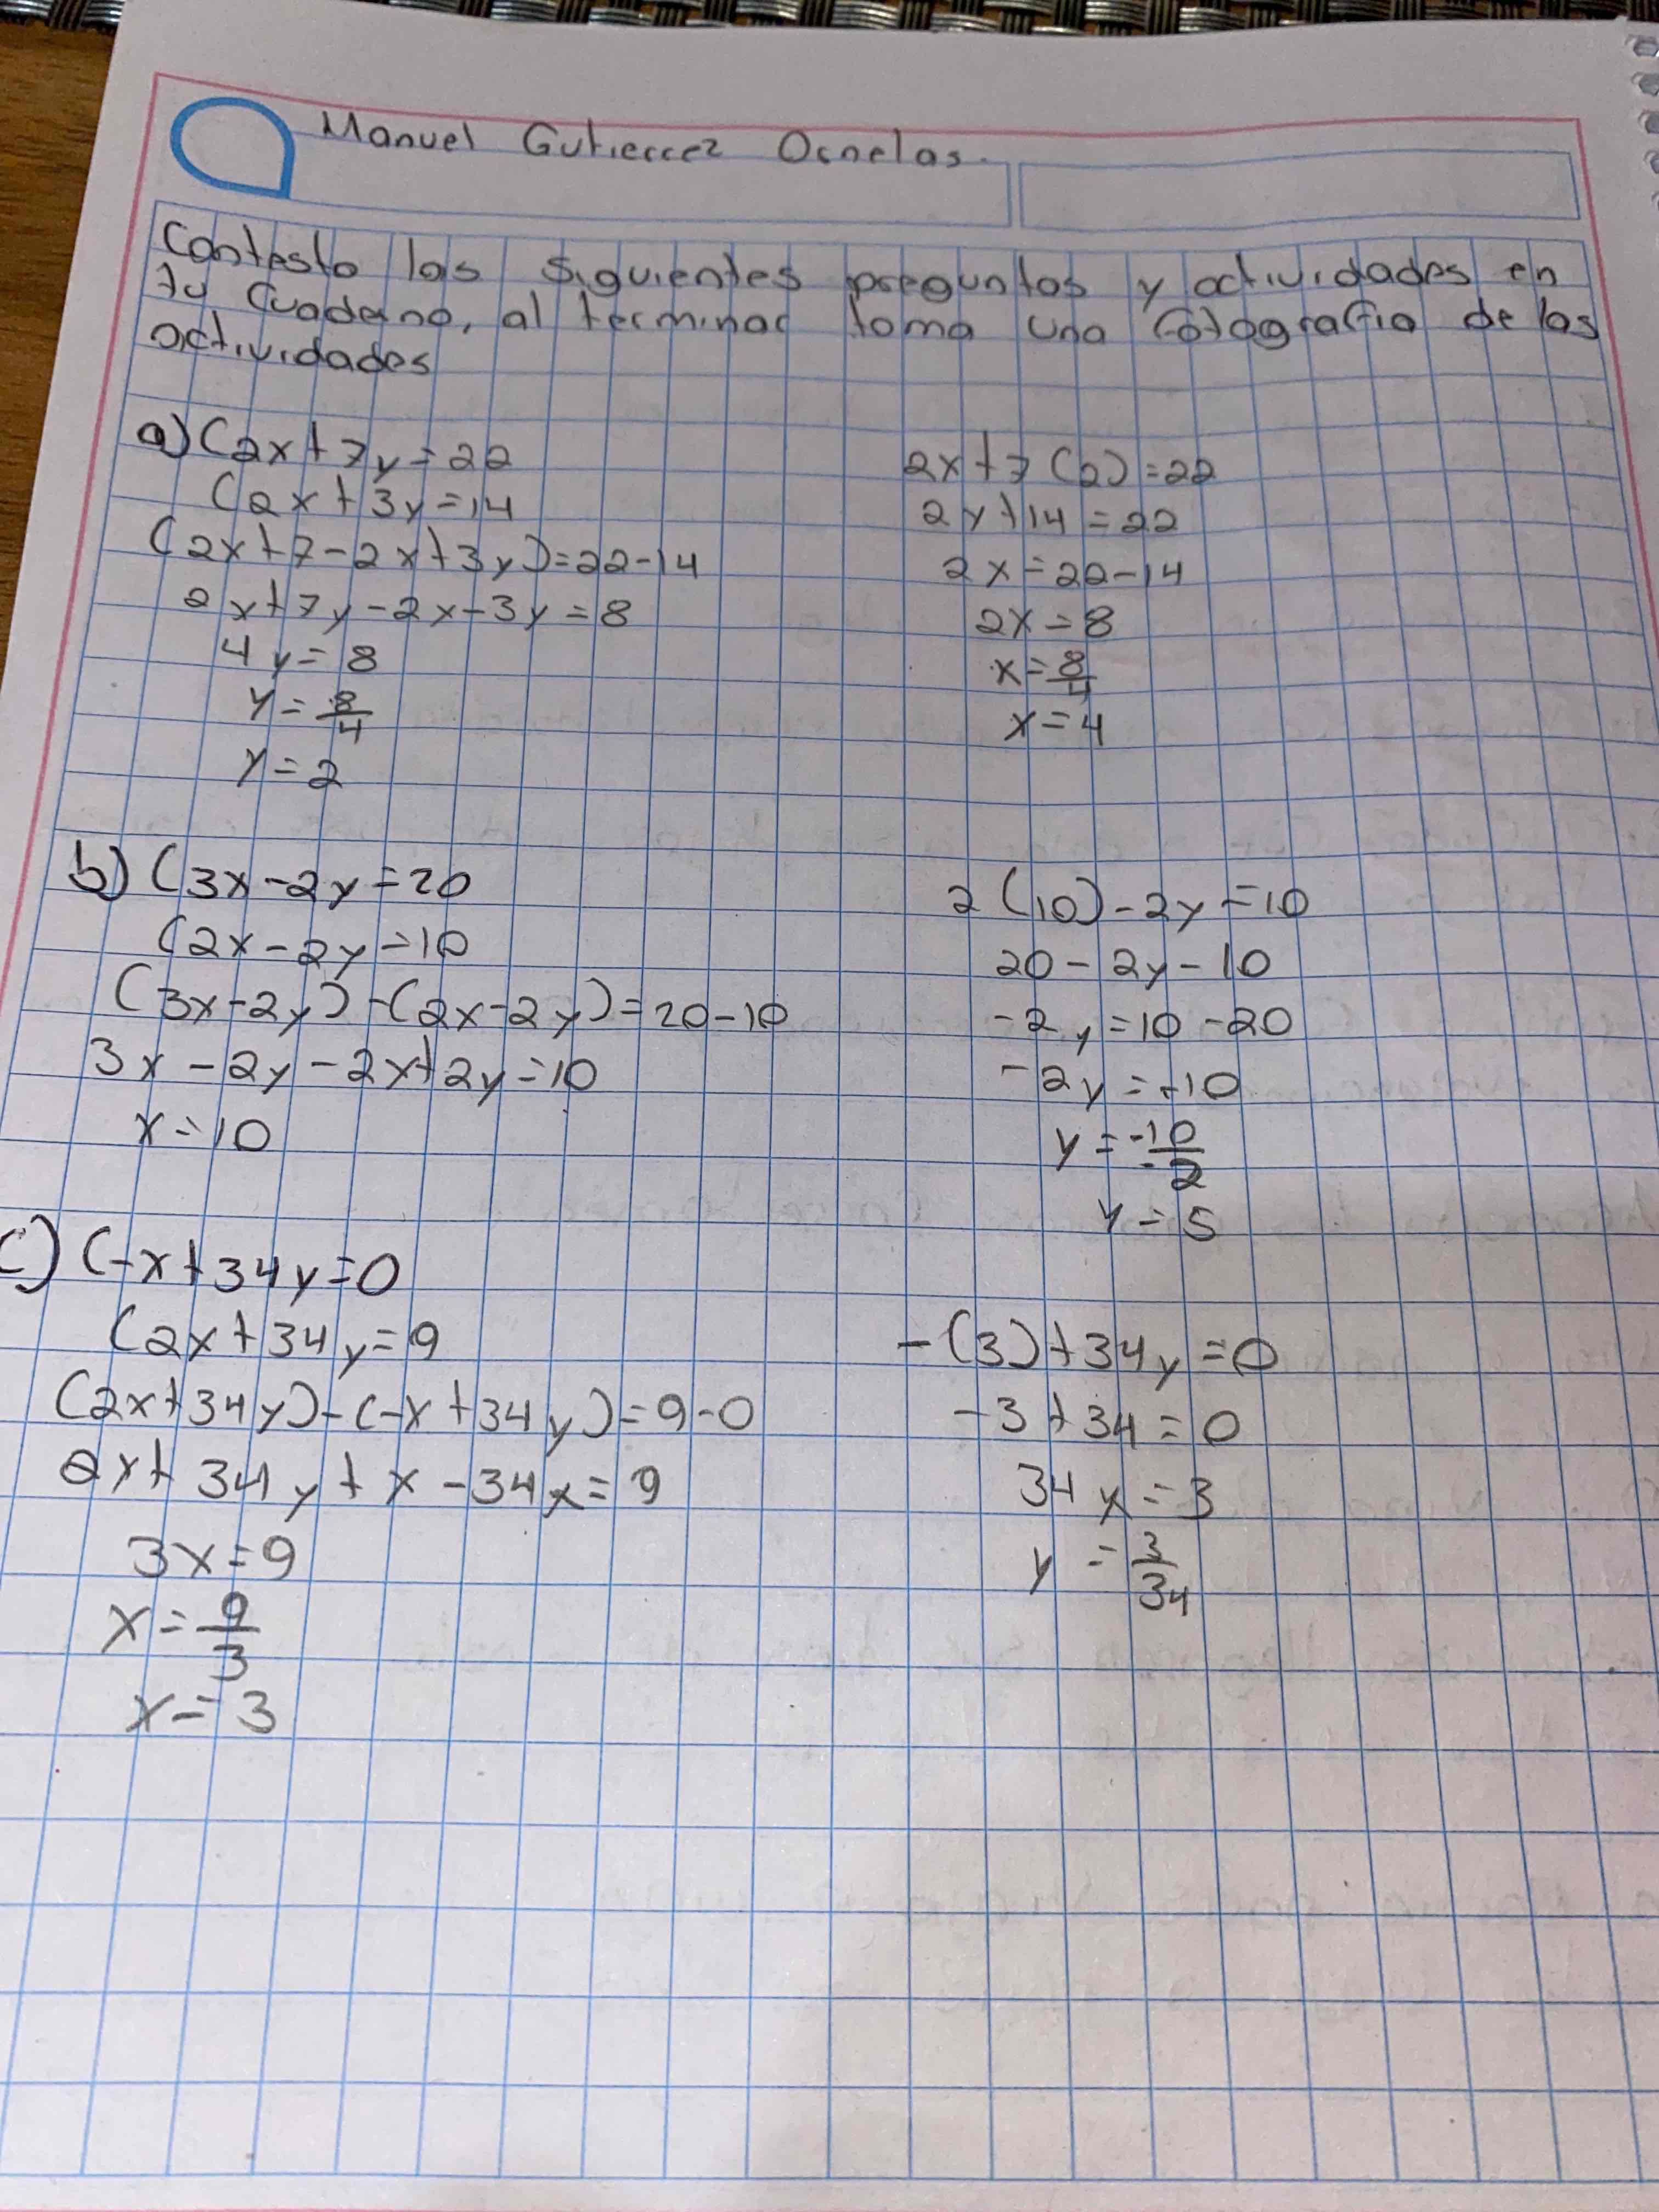 Manuel Gutierrez Ornelas.
Contesta las siguientes preguntas y actividades en
tu cuaderno, al terminar toma una fotografia de las
actividades
a) (2x+7y=22
(2x+3y=14
(2x+7-2x+3y)=22-14
2x+7y-2x-3y=8
4y=8
y=8/4
y=2
2x+7(2)=22
2y+14=22
2x=22-14
2x=8
x=8/4
x=4
b) (3x-2y=20
(2x-2y=10
(3x-2y)-(2x-2y)=20-10
3x-2y-2x+2y=10
x=10
2(10)-2y=10
20-2y-10
-2y=10-20
-2y=-10
y=-10/-2
y=5
c) (-x+34y=0
(2x+34y=9
(2x+34y)-(-x+34y)=9-0
2x+34y+x-34x=9
3x=9
x=9/3
x=3
-(3)+34y=0
-3+34=0
34y=3
y=3/34